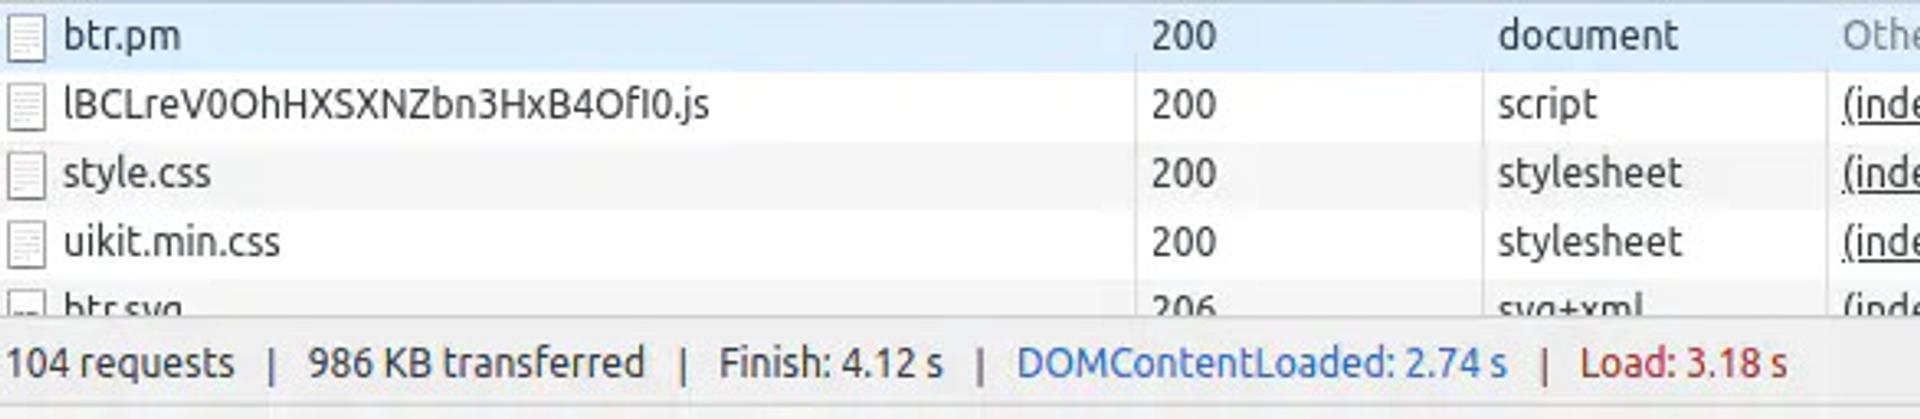 btr.pm 200 document Othe
lBCLreV0OhHXSXNZbn3HxB4OfI0.js 200 script (inde
style.css 200 stylesheet (inde
uikit.min.css 200 stylesheet (inde
btr.svg 206 svg+xml (inde
104 requests | 986 KB transferred | Finish: 4.12 s | DOMContentLoaded: 2.74 s | Load: 3.18 s